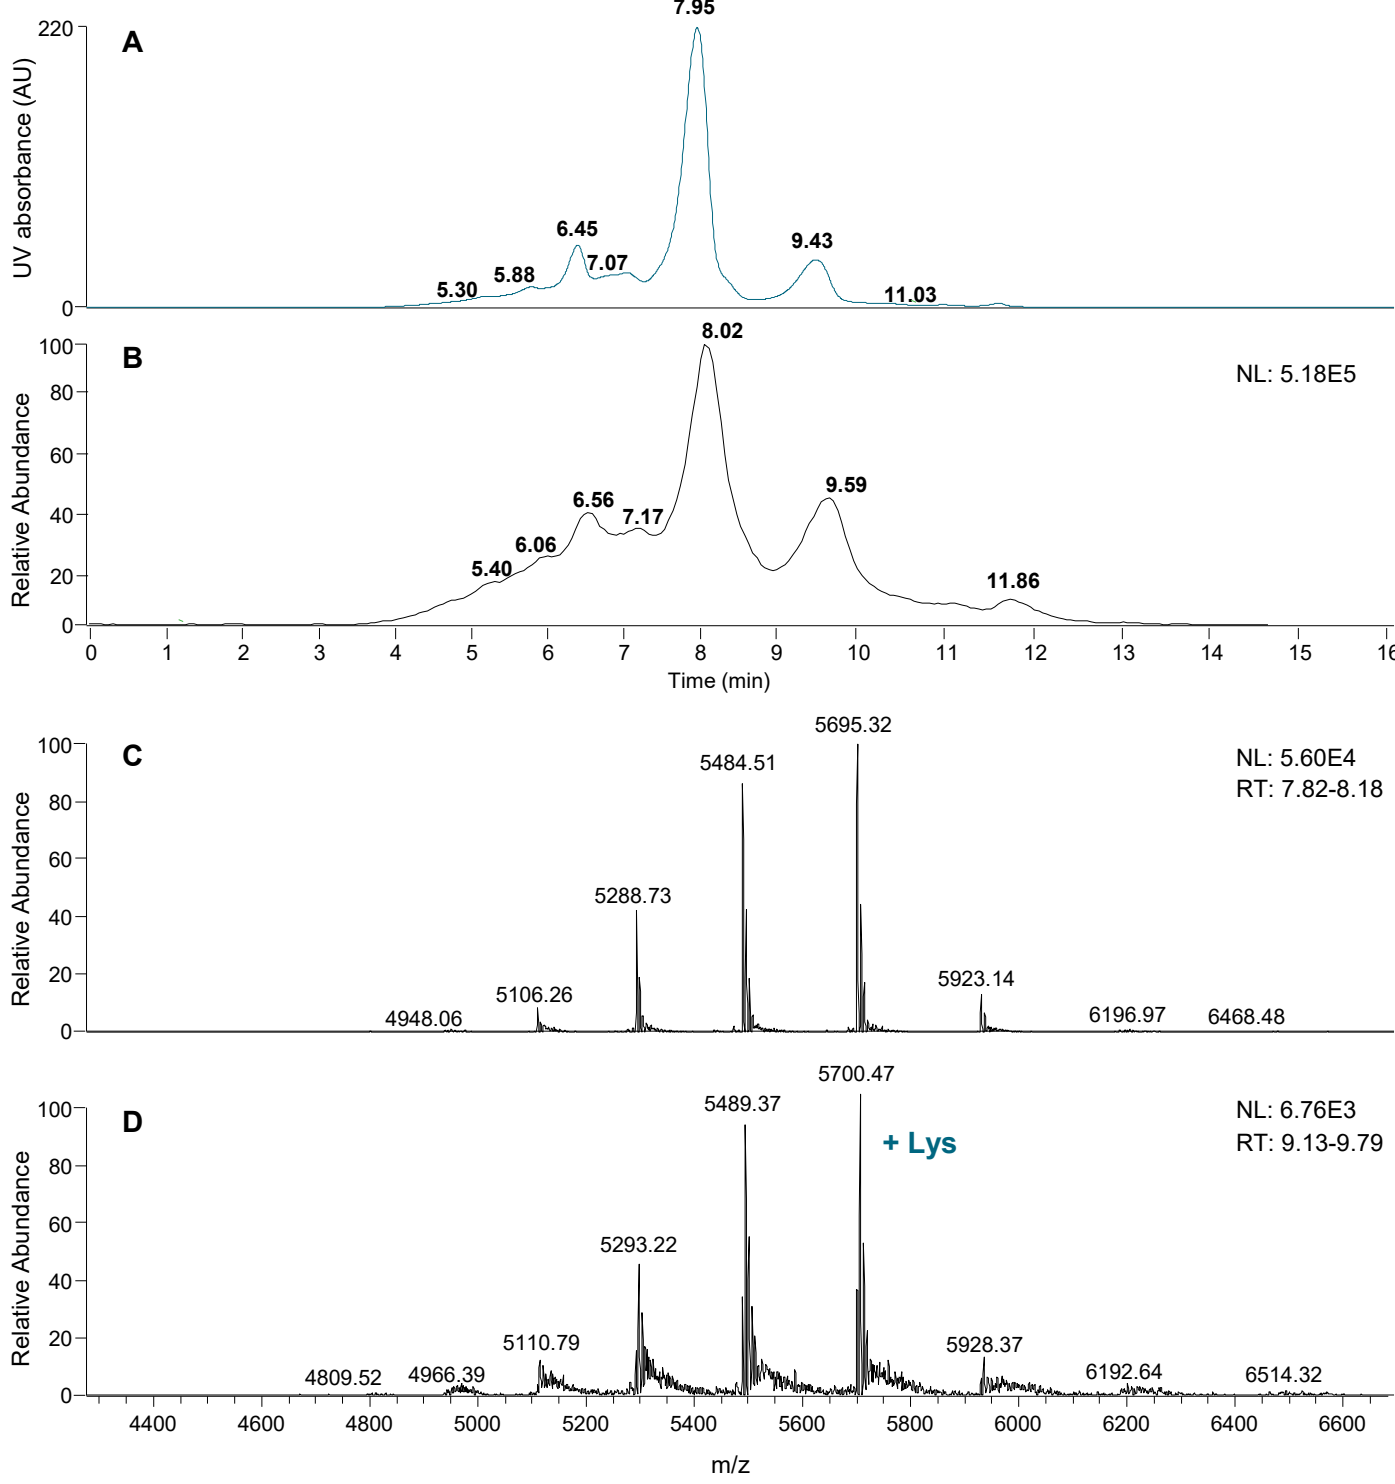 7.95
220
A
UV absorbance (AU)
6.45
9.43
7.07
5.88
5.30
11.03
0
8.02
100
B
NL: 5.18E5
80
Relative Abundance
60
9.59
6.56
40
7.17
6.06
5.40
11.86
20
0
0 1 2 3 4 5 6 7 8 9 10 11 12 13 14 15 16
Time (min)
5695.32
100
C
5484.51
NL: 5.60E4
RT: 7.82-8.18
80
Relative Abundance
60
5288.73
40
5923.14
20
5106.26
4948.06
6196.97
6468.48
0
5700.47
100
D
5489.37
NL: 6.76E3
+ Lys
RT: 9.13-9.79
80
Relative Abundance
60
5293.22
40
5110.79
5928.37
20
4809.52
4966.39
6192.64
6514.32
0
4400 4600 4800 5000 5200 5400 5600 5800 6000 6200 6400 6600
m/z